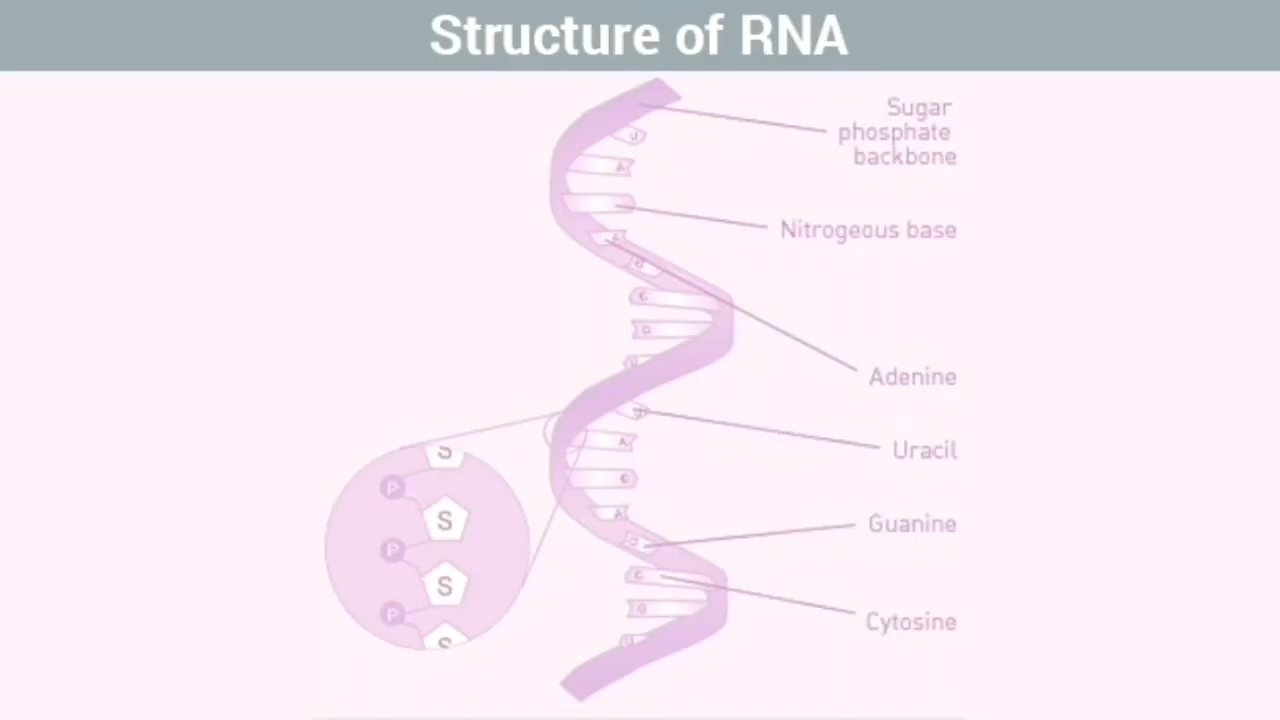 Structure of RNA
Sugar
phosphate
backbone
A
Nitrogeous base
A
C
Adenine
Uracil
A
S
P
C
S
A
Guanine
P
C
S
Cytosine
P
G
U
S